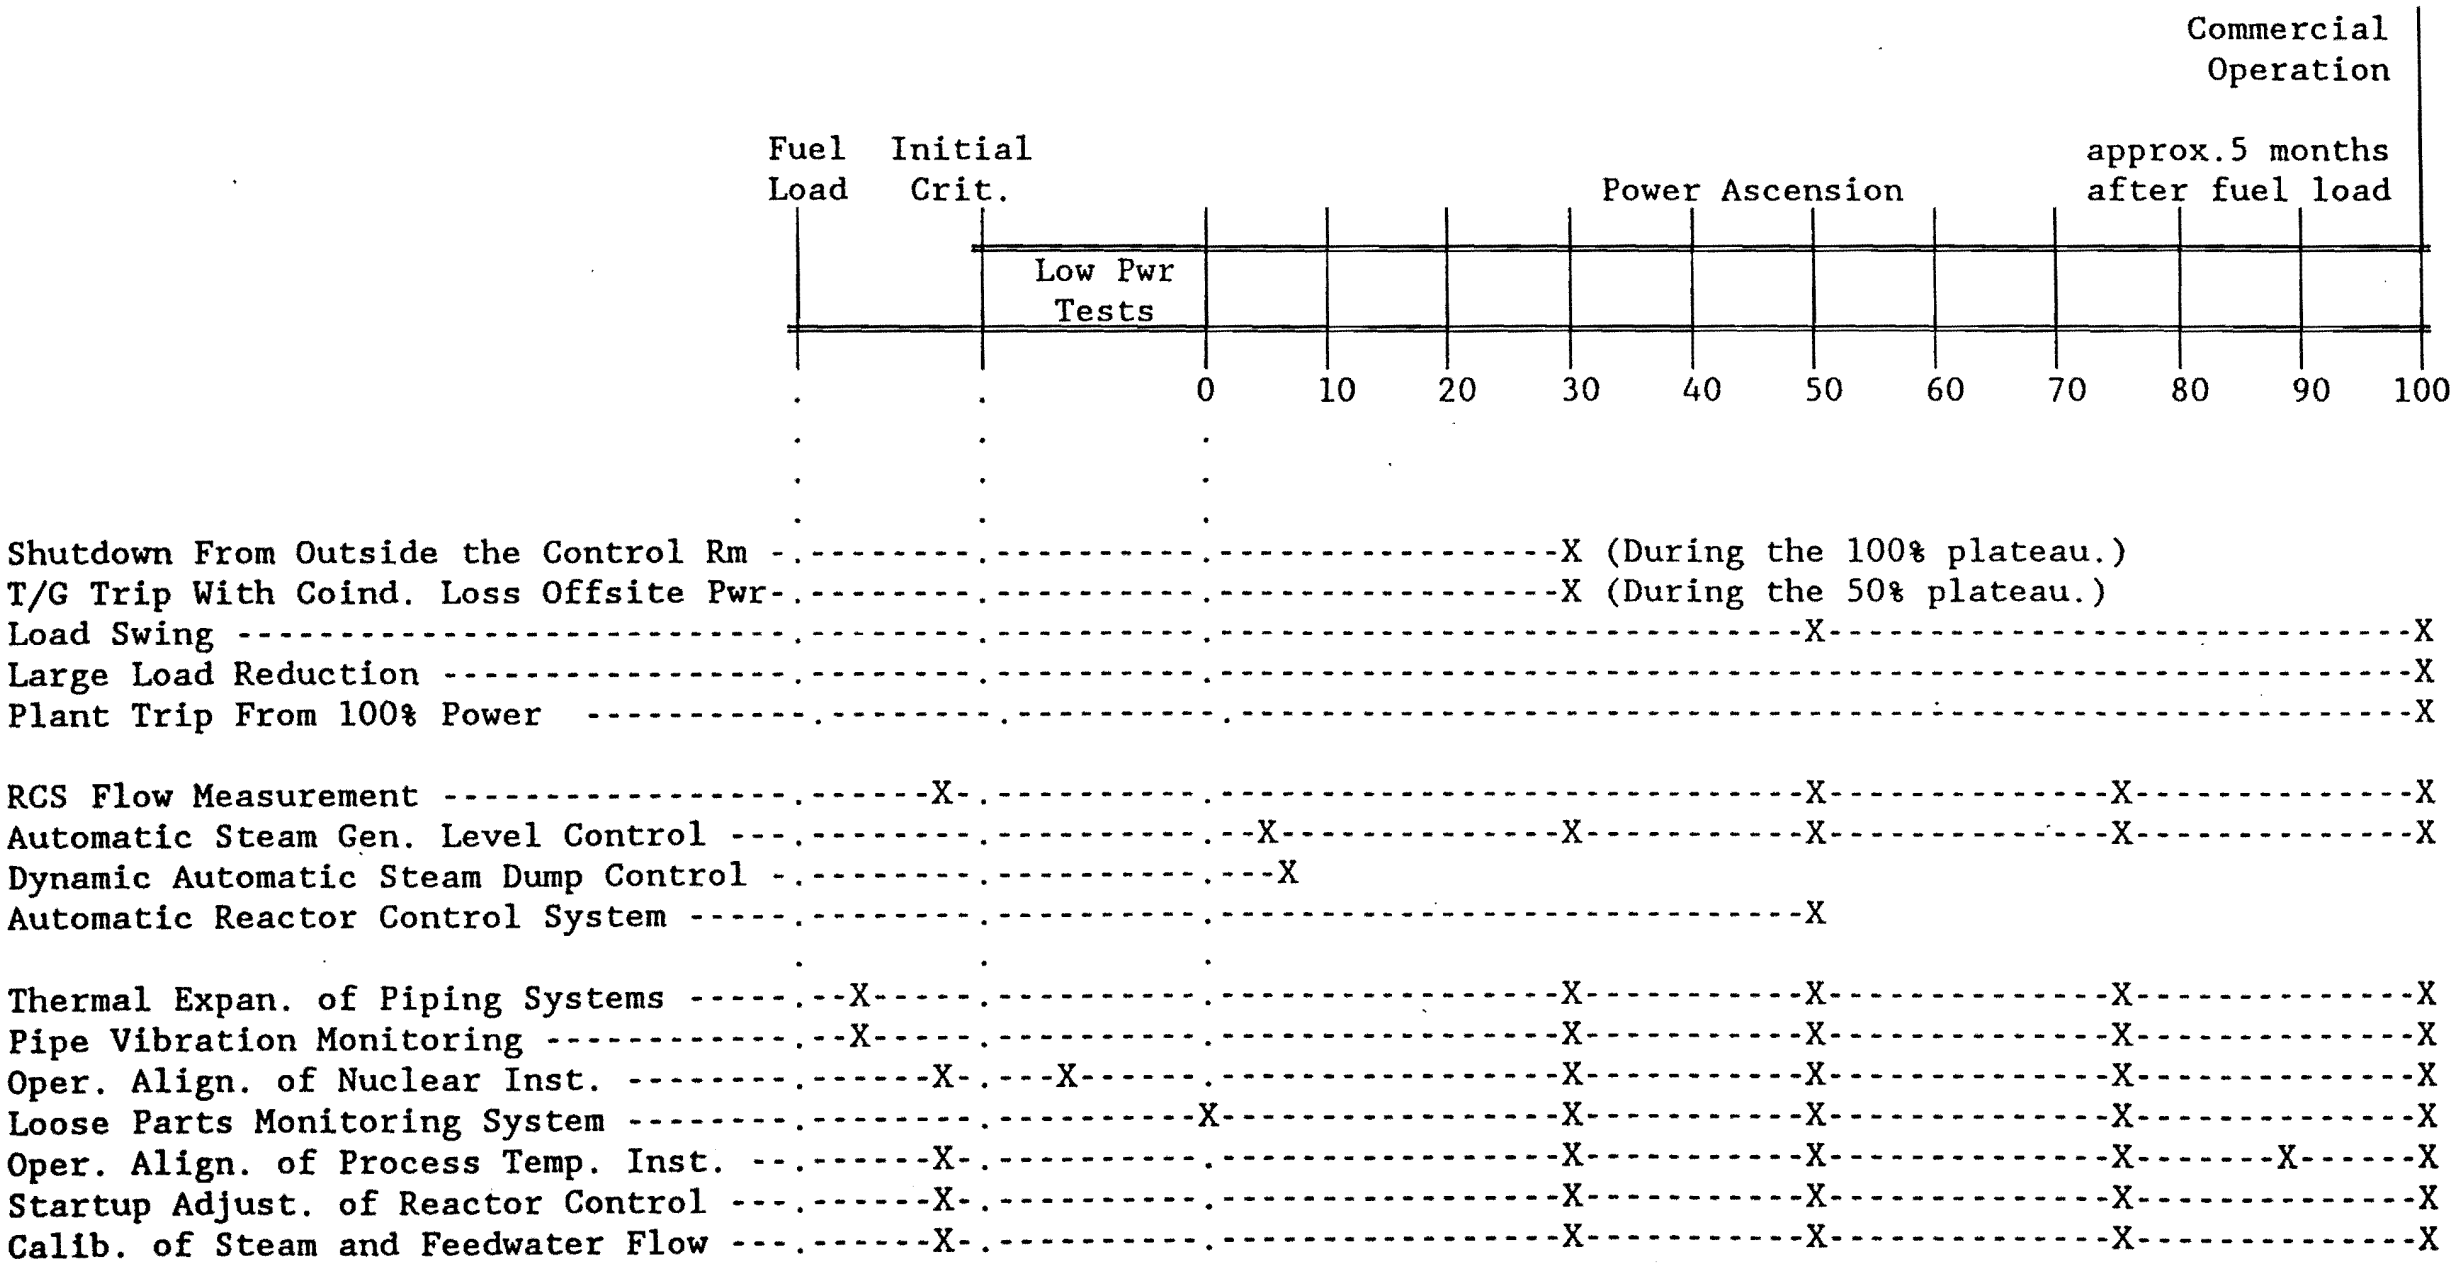 Commercial
Operation
Fuel Initial approx.5 months
Load Crit. Power Ascension after fuel load
Low Pwr
Tests
0 10 20 30 40 50 60 70 80 90 100
Shutdown From Outside the Control Rm -.--------.-----------.-----------------X (During the 100% plateau.)
T/G Trip With Coind. Loss Offsite Pwr-.--------.-----------.-----------------X (During the 50% plateau.)
Load Swing ---------------------------.--------.-----------.-----------------------------X-----------------------------X
Large Load Reduction -----------------.--------.-----------.-----------------------------------------------------------X
Plant Trip From 100% Power -----------.--------.-----------.----------------------------------------------------------X
RCS Flow Measurement -----------------.------X-.-----------.-----------------------------X--------------X--------------X
Automatic Steam Gen. Level Control ---.--------.-----------.--X--------------X-----------X--------------X--------------X
Dynamic Automatic Steam Dump Control -.--------.-----------.---X
Automatic Reactor Control System -----.--------.-----------.-----------------------------X
Thermal Expan. of Piping Systems -----.--X-----.-----------.-----------------X-----------X--------------X--------------X
Pipe Vibration Monitoring ------------.--X-----.-----------.-----------------X-----------X--------------X--------------X
Oper. Align. of Nuclear Inst. --------.------X-.---X------.-----------------X-----------X--------------X--------------X
Loose Parts Monitoring System --------.--------.-----------X-----------------X-----------X--------------X--------------X
Oper. Align. of Process Temp. Inst. --.------X-.-----------.-----------------X-----------X--------------X-------X------X
Startup Adjust. of Reactor Control ---.------X-.-----------.-----------------X-----------X--------------X--------------X
Calib. of Steam and Feedwater Flow ---.------X-.-----------.-----------------X-----------X--------------X--------------X